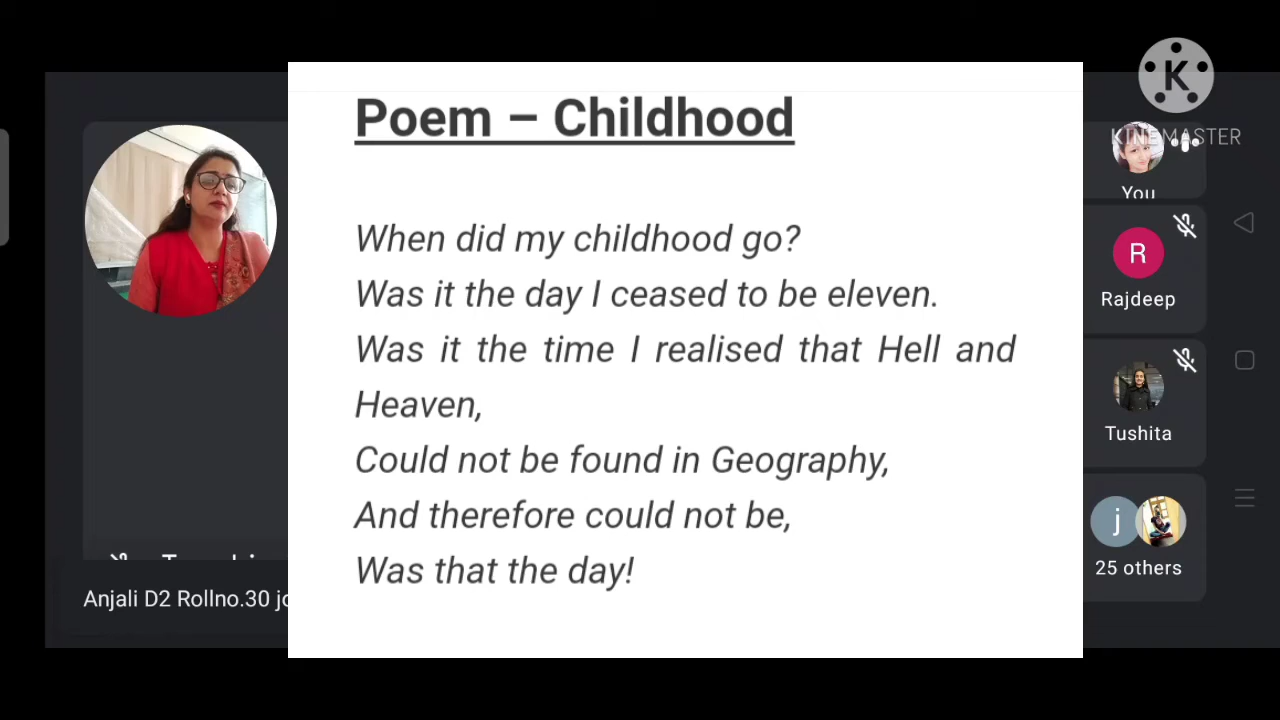 Poem – Childhood
When did my childhood go?
Was it the day I ceased to be eleven.
Was it the time I realised that Hell and
Heaven,
Could not be found in Geography,
And therefore could not be,
Was that the day!
Anjali D2 Rollno.30
K
KINEMASTER
You
R
Rajdeep
Tushita
j
25 others